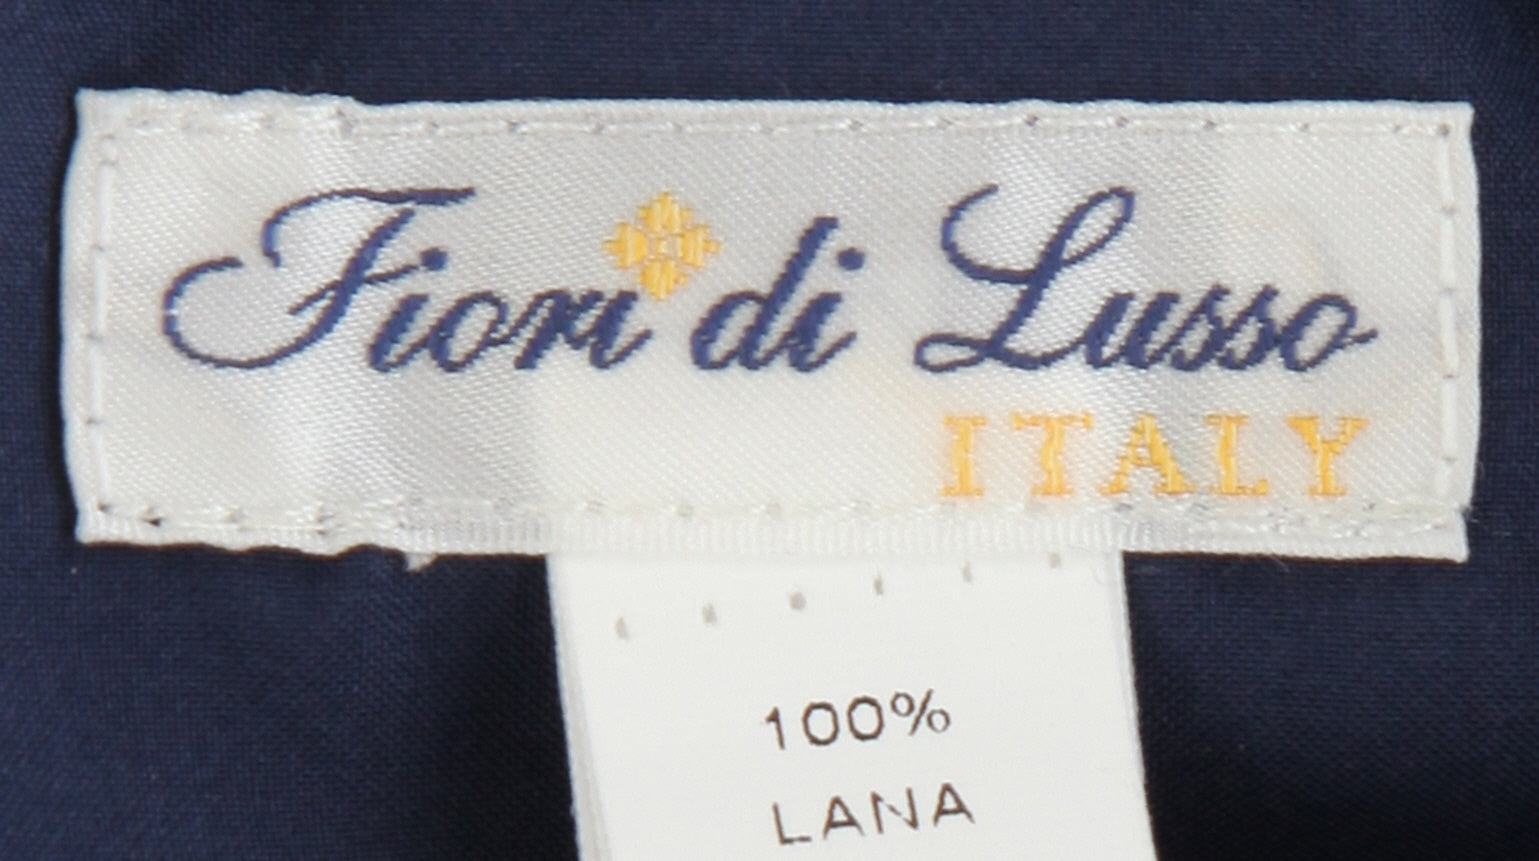 Fiori di Lusso
ITALY
100%
LANA